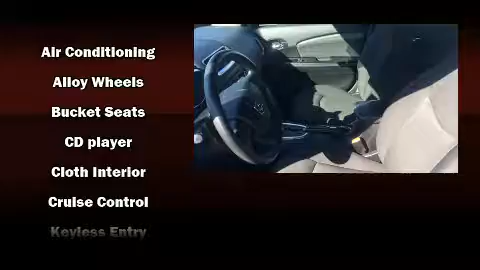 Air Conditioning
Alloy Wheels
Bucket Seats
CD player
Cloth Interior
Cruise Control
Keyless Entry